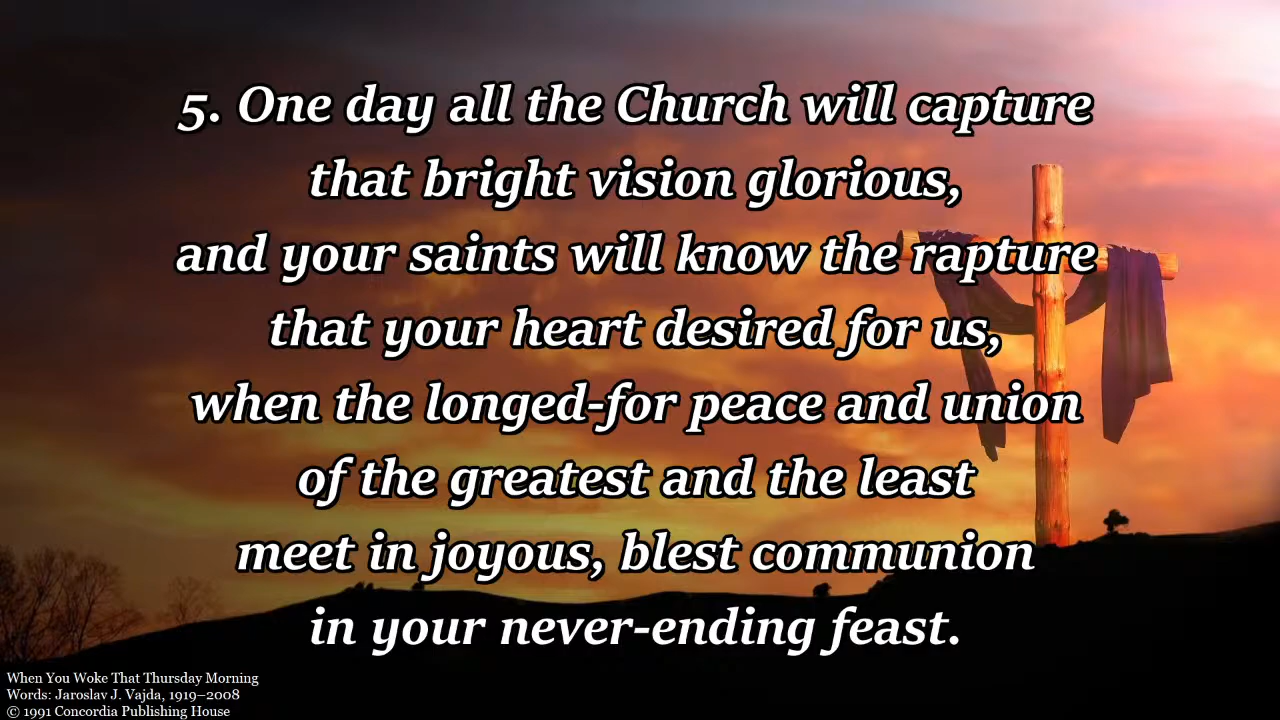 5. One day all the Church will capture
that bright vision glorious,
and your saints will know the rapture
that your heart desired for us,
when the longed-for peace and union
of the greatest and the least
meet in joyous, blest communion
in your never-ending feast.
When You Woke That Thursday Morning
Words: Jaroslav J. Vajda, 1919–2008
© 1991 Concordia Publishing House